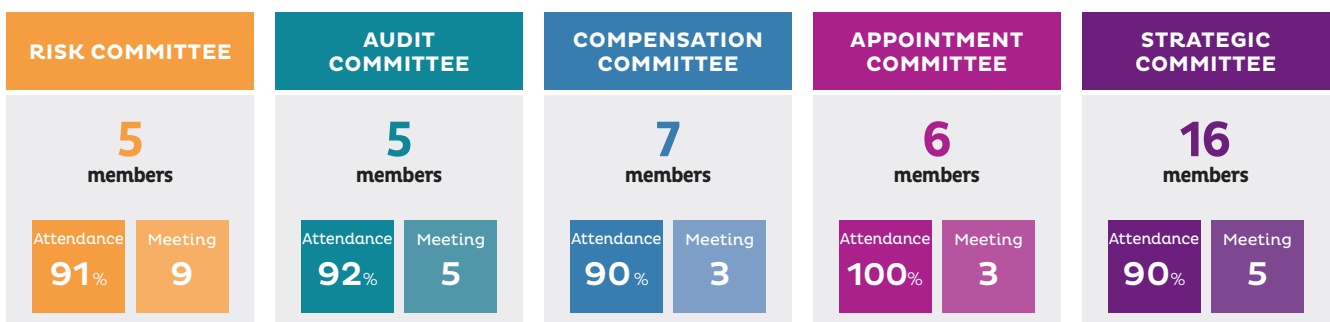 RISK COMMITTEE
5
members
Attendance Meeting
91% 9
AUDIT
COMMITTEE
5
members
Attendance Meeting
92% 5
COMPENSATION
COMMITTEE
7
members
Attendance Meeting
90% 3
APPOINTMENT
COMMITTEE
6
members
Attendance Meeting
100% 3
STRATEGIC
COMMITTEE
16
members
Attendance Meeting
90% 5